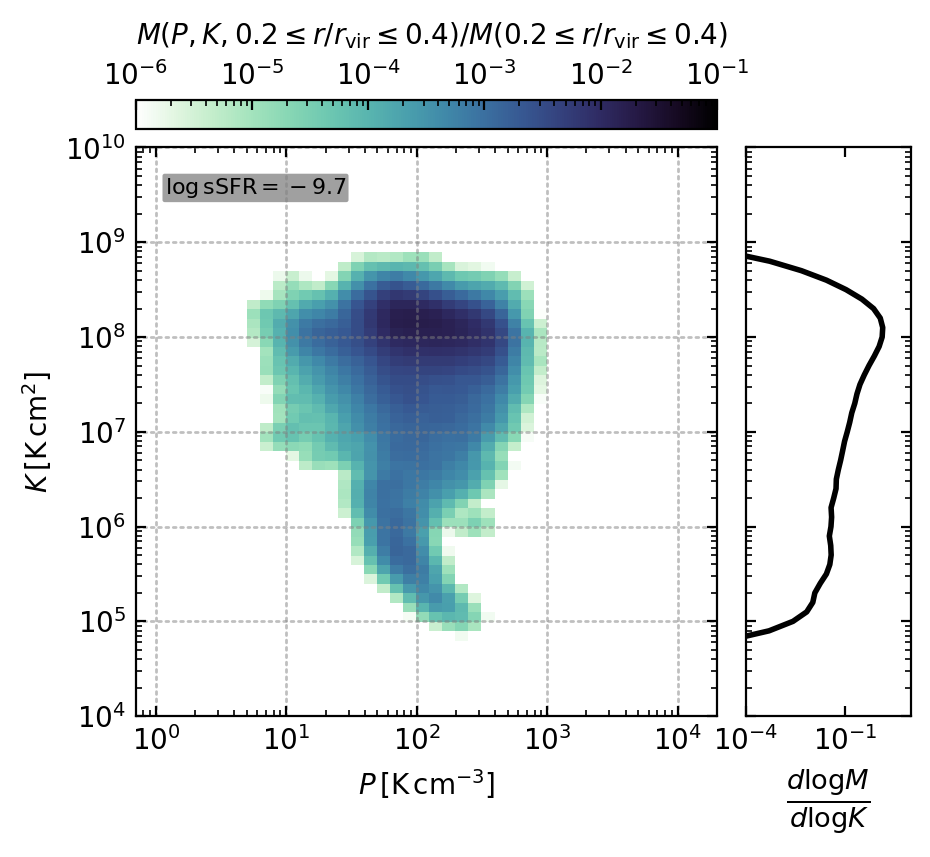 M(P, K, 0.2 ≤ r/r_vir ≤ 0.4)/M(0.2 ≤ r/r_vir ≤ 0.4)
10^−6 10^−5 10^−4 10^−3 10^−2 10^−1
10^10
log sSFR = −9.7
10^9
10^8
10^7
10^6
10^5
10^4
K [K cm^2]
10^0 10^1 10^2 10^3 10^4 10^−4 10^−1
P [K cm^−3]
dlogM
dlogK